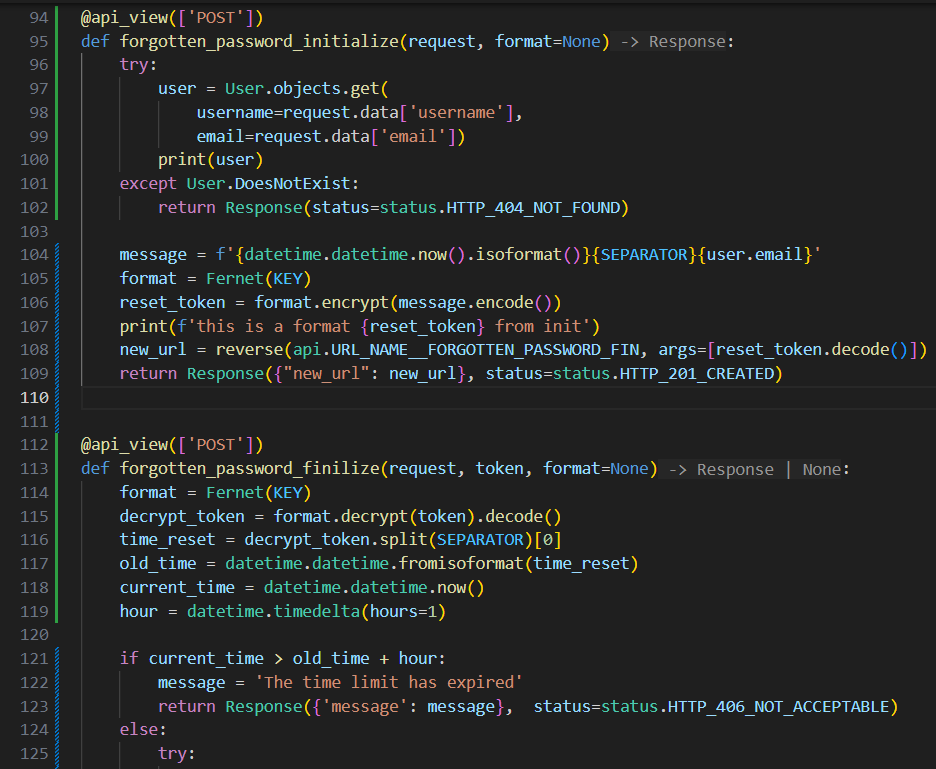 94 @api_view(['POST'])
95 def forgotten_password_initialize(request, format=None) -> Response:
96 try:
97 user = User.objects.get(
98 username=request.data['username'],
99 email=request.data['email'])
100 print(user)
101 except User.DoesNotExist:
102 return Response(status=status.HTTP_404_NOT_FOUND)
103
104 message = f'{datetime.datetime.now().isoformat()}{SEPARATOR}{user.email}'
105 format = Fernet(KEY)
106 reset_token = format.encrypt(message.encode())
107 print(f'this is a format {reset_token} from init')
108 new_url = reverse(api.URL_NAME__FORGOTTEN_PASSWORD_FIN, args=[reset_token.decode()])
109 return Response({"new_url": new_url}, status=status.HTTP_201_CREATED)
110
111
112 @api_view(['POST'])
113 def forgotten_password_finilize(request, token, format=None) -> Response | None:
114 format = Fernet(KEY)
115 decrypt_token = format.decrypt(token).decode()
116 time_reset = decrypt_token.split(SEPARATOR)[0]
117 old_time = datetime.datetime.fromisoformat(time_reset)
118 current_time = datetime.datetime.now()
119 hour = datetime.timedelta(hours=1)
120
121 if current_time > old_time + hour:
122 message = 'The time limit has expired'
123 return Response({'message': message}, status=status.HTTP_406_NOT_ACCEPTABLE)
124 else:
125 try: